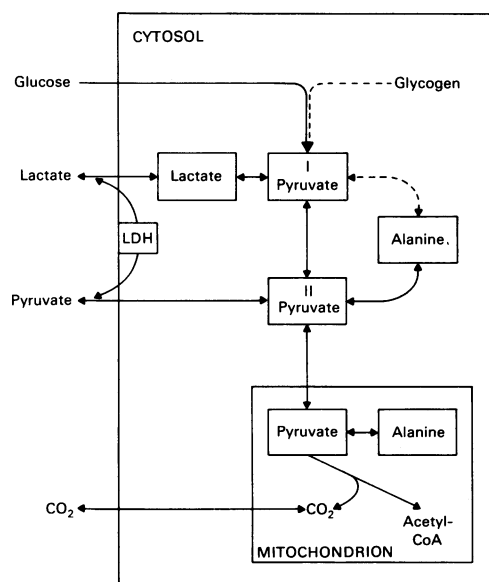 CYTOSOL
Glucose
Glycogen
Lactate
Lactate
I
Pyruvate
LDH
Alanine.
Pyruvate
II
Pyruvate
Pyruvate
Alanine
CO₂
CO₂
Acetyl-
CoA
MITOCHONDRION